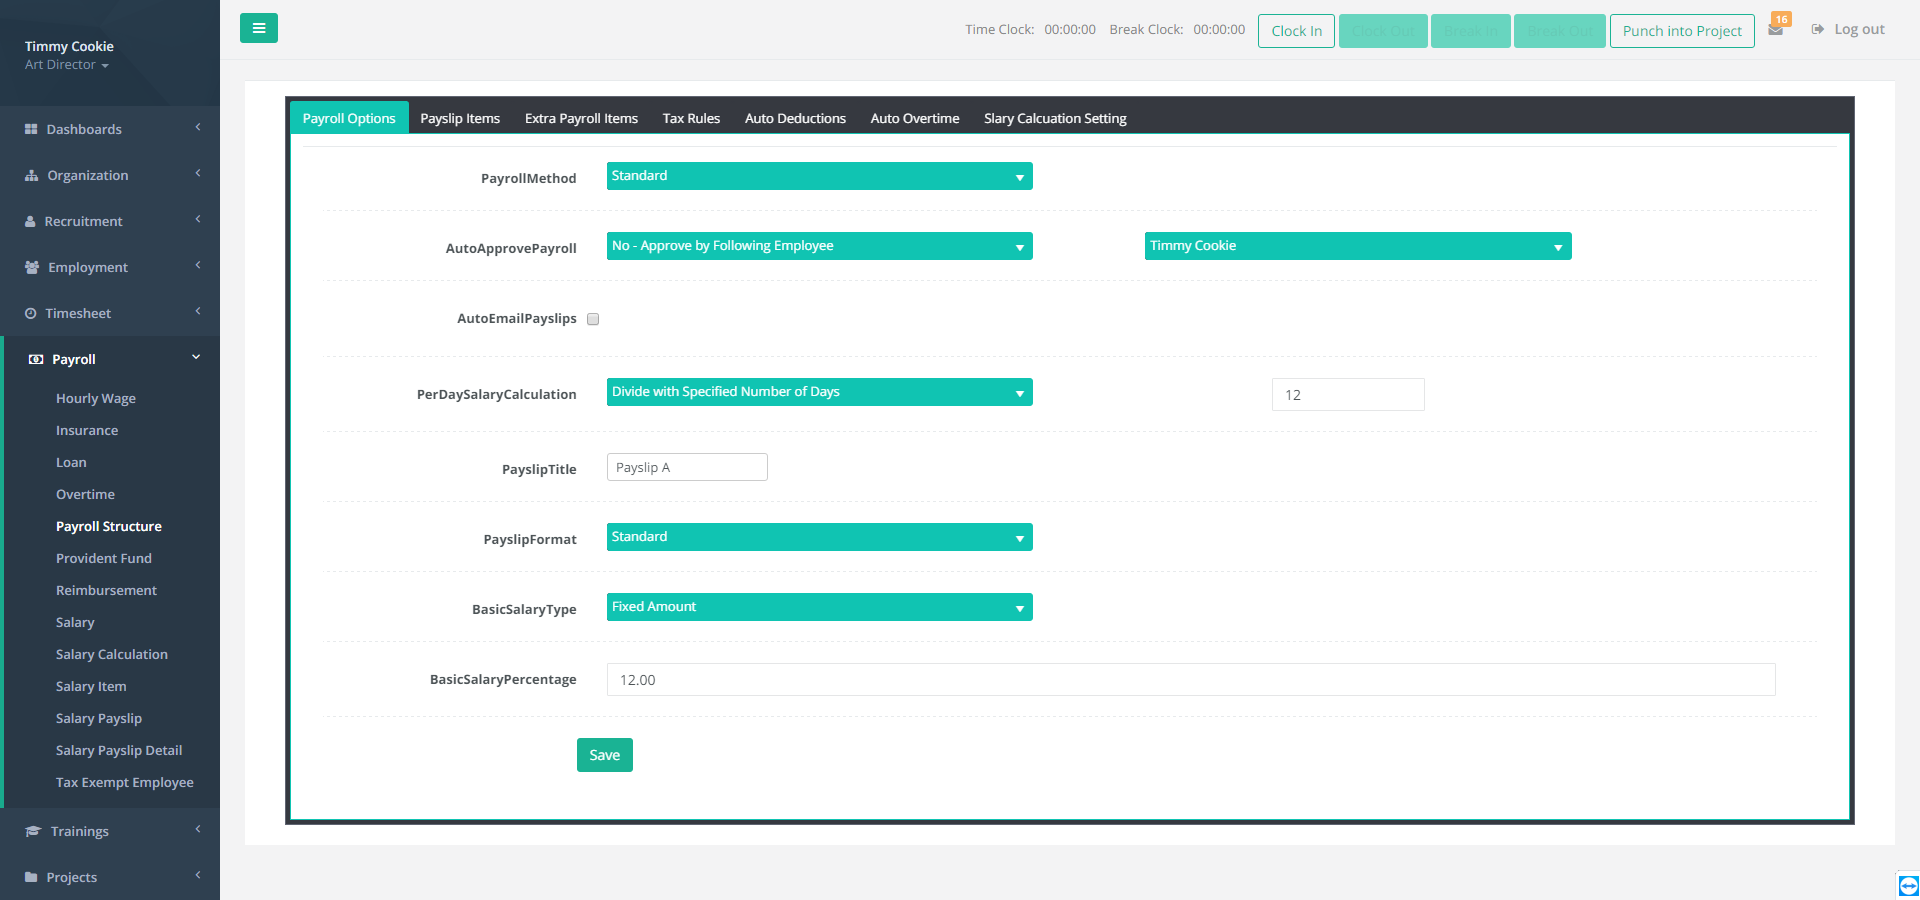 Timmy Cookie
Art Director
Dashboards
Organization
Recruitment
Employment
Timesheet
Payroll
Hourly Wage
Insurance
Loan
Overtime
Payroll Structure
Provident Fund
Reimbursement
Salary
Salary Calculation
Salary Item
Salary Payslip
Salary Payslip Detail
Tax Exempt Employee
Trainings
Projects
Time Clock: 00:00:00 Break Clock: 00:00:00 Clock In Clock Out Break In Break Out Punch into Project 16 Log out
Payroll Options Payslip Items Extra Payroll Items Tax Rules Auto Deductions Auto Overtime Slary Calcuation Setting
PayrollMethod Standard
AutoApprovePayroll No - Approve by Following Employee Timmy Cookie
AutoEmailPayslips
PerDaySalaryCalculation Divide with Specified Number of Days 12
PayslipTitle Payslip A
PayslipFormat Standard
BasicSalaryType Fixed Amount
BasicSalaryPercentage 12.00
Save